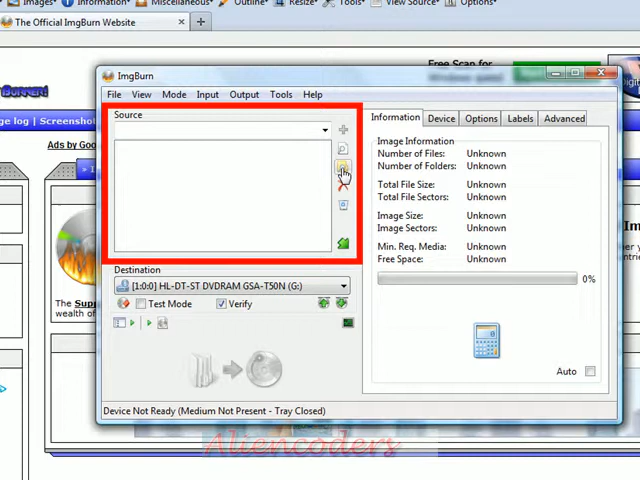 Images▾ Information▾ Miscellaneous▾ Outline▾ Resize▾ Tools▾ View Source▾ Options▾
The Official ImgBurn Website
Free Scan for
ImgBurn
File View Mode Input Output Tools Help
ge log | Screenshot
Ads by Goo
Source
Information Device Options Labels Advanced
Image Information
Number of Files: Unknown
Number of Folders: Unknown
Total File Size: Unknown
Total File Sectors: Unknown
Image Size: Unknown
Image Sectors: Unknown
Min. Req. Media: Unknown
Free Space: Unknown
0%
Destination
[1:0:0] HL-DT-ST DVDRAM GSA-T50N (G:)
Test Mode Verify
The Supp
wealth of
Auto
Device Not Ready (Medium Not Present - Tray Closed)
Aliencoders